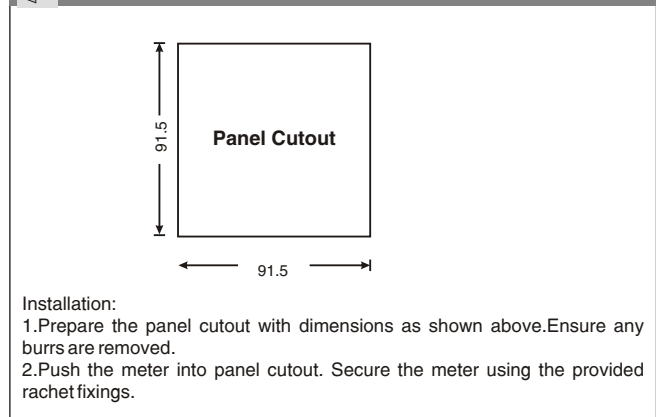 91.5
Panel Cutout
91.5
Installation:
1.Prepare the panel cutout with dimensions as shown above.Ensure any
burrs are removed.
2.Push the meter into panel cutout. Secure the meter using the provided
rachet fixings.